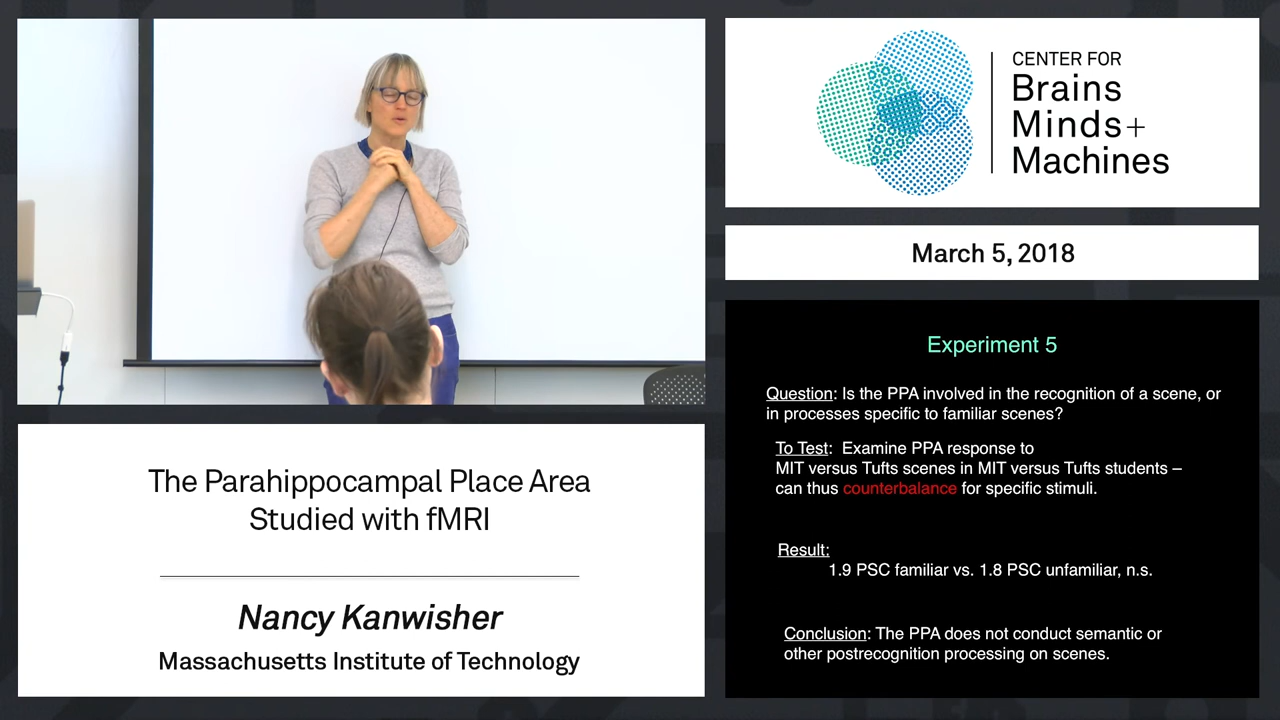 CENTER FOR
Brains
Minds+
Machines
March 5, 2018
The Parahippocampal Place Area
Studied with fMRI
Nancy Kanwisher
Massachusetts Institute of Technology
Experiment 5
Question: Is the PPA involved in the recognition of a scene, or
in processes specific to familiar scenes?
To Test: Examine PPA response to
MIT versus Tufts scenes in MIT versus Tufts students –
can thus counterbalance for specific stimuli.
Result:
1.9 PSC familiar vs. 1.8 PSC unfamiliar, n.s.
Conclusion: The PPA does not conduct semantic or
other postrecognition processing on scenes.